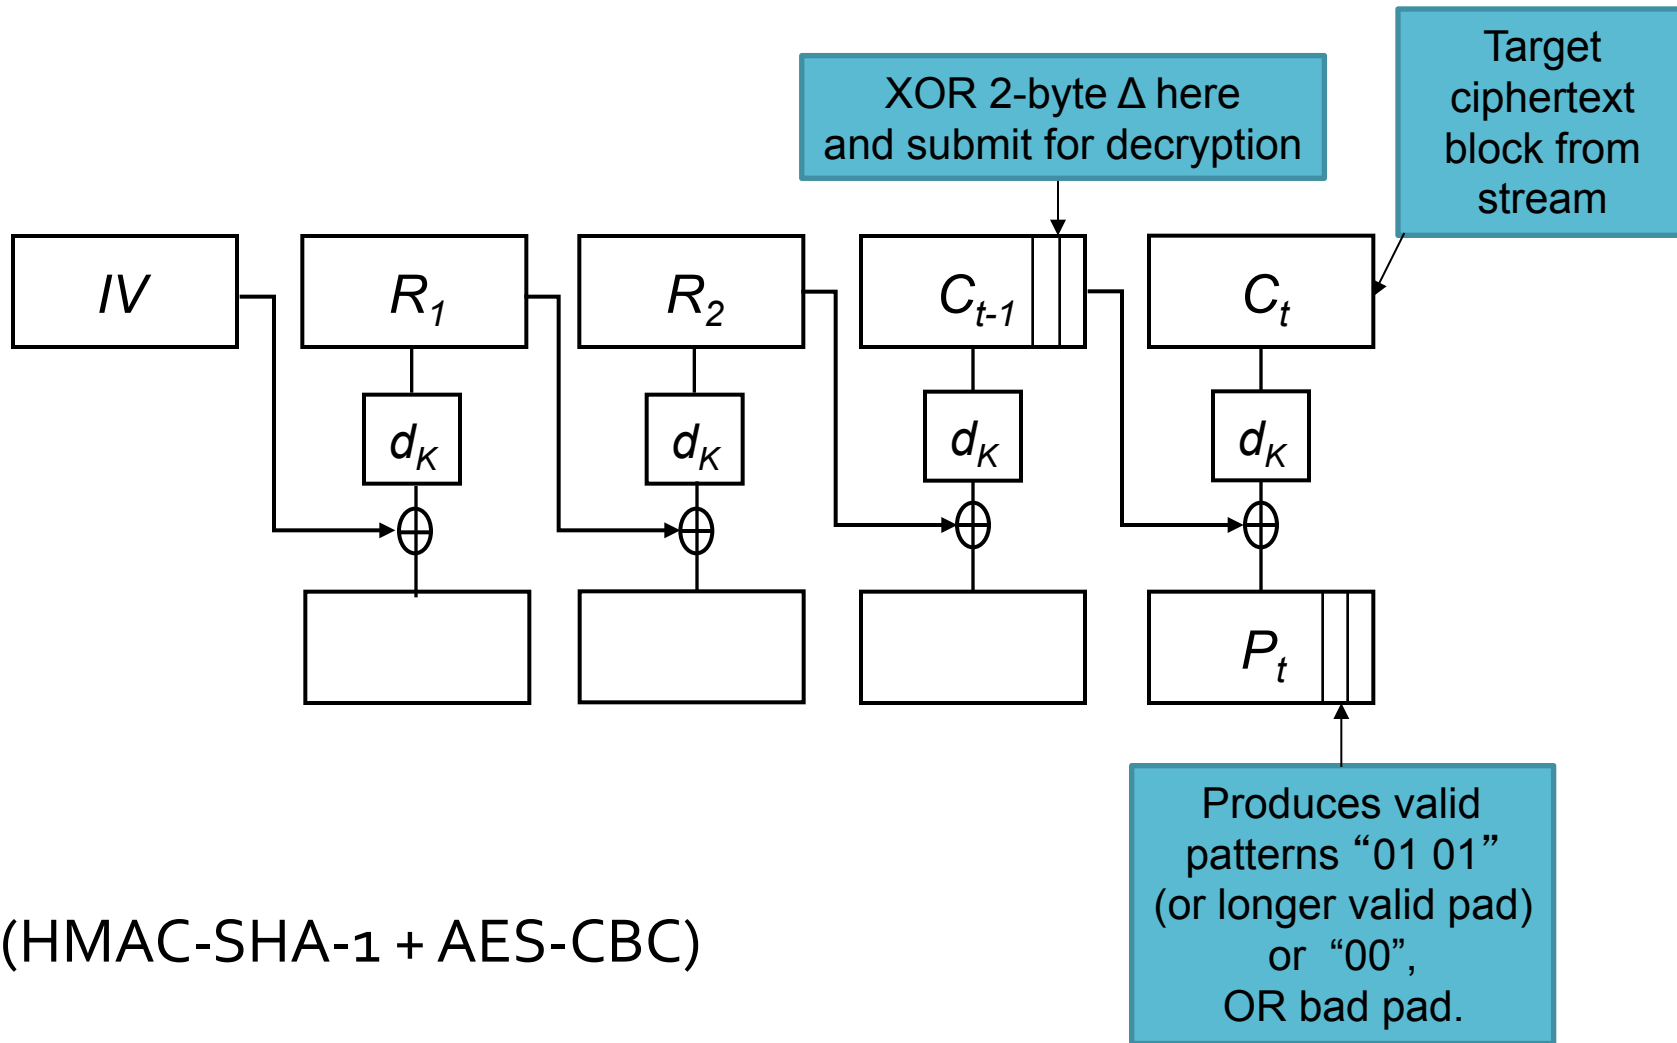 XOR 2-byte Δ here
and submit for decryption
Target
ciphertext
block from
stream
IV
R1
R2
Ct-1
Ct
dK
dK
dK
dK
Pt
Produces valid
patterns “01 01”
(or longer valid pad)
or “00”,
OR bad pad.
(HMAC-SHA-1 + AES-CBC)